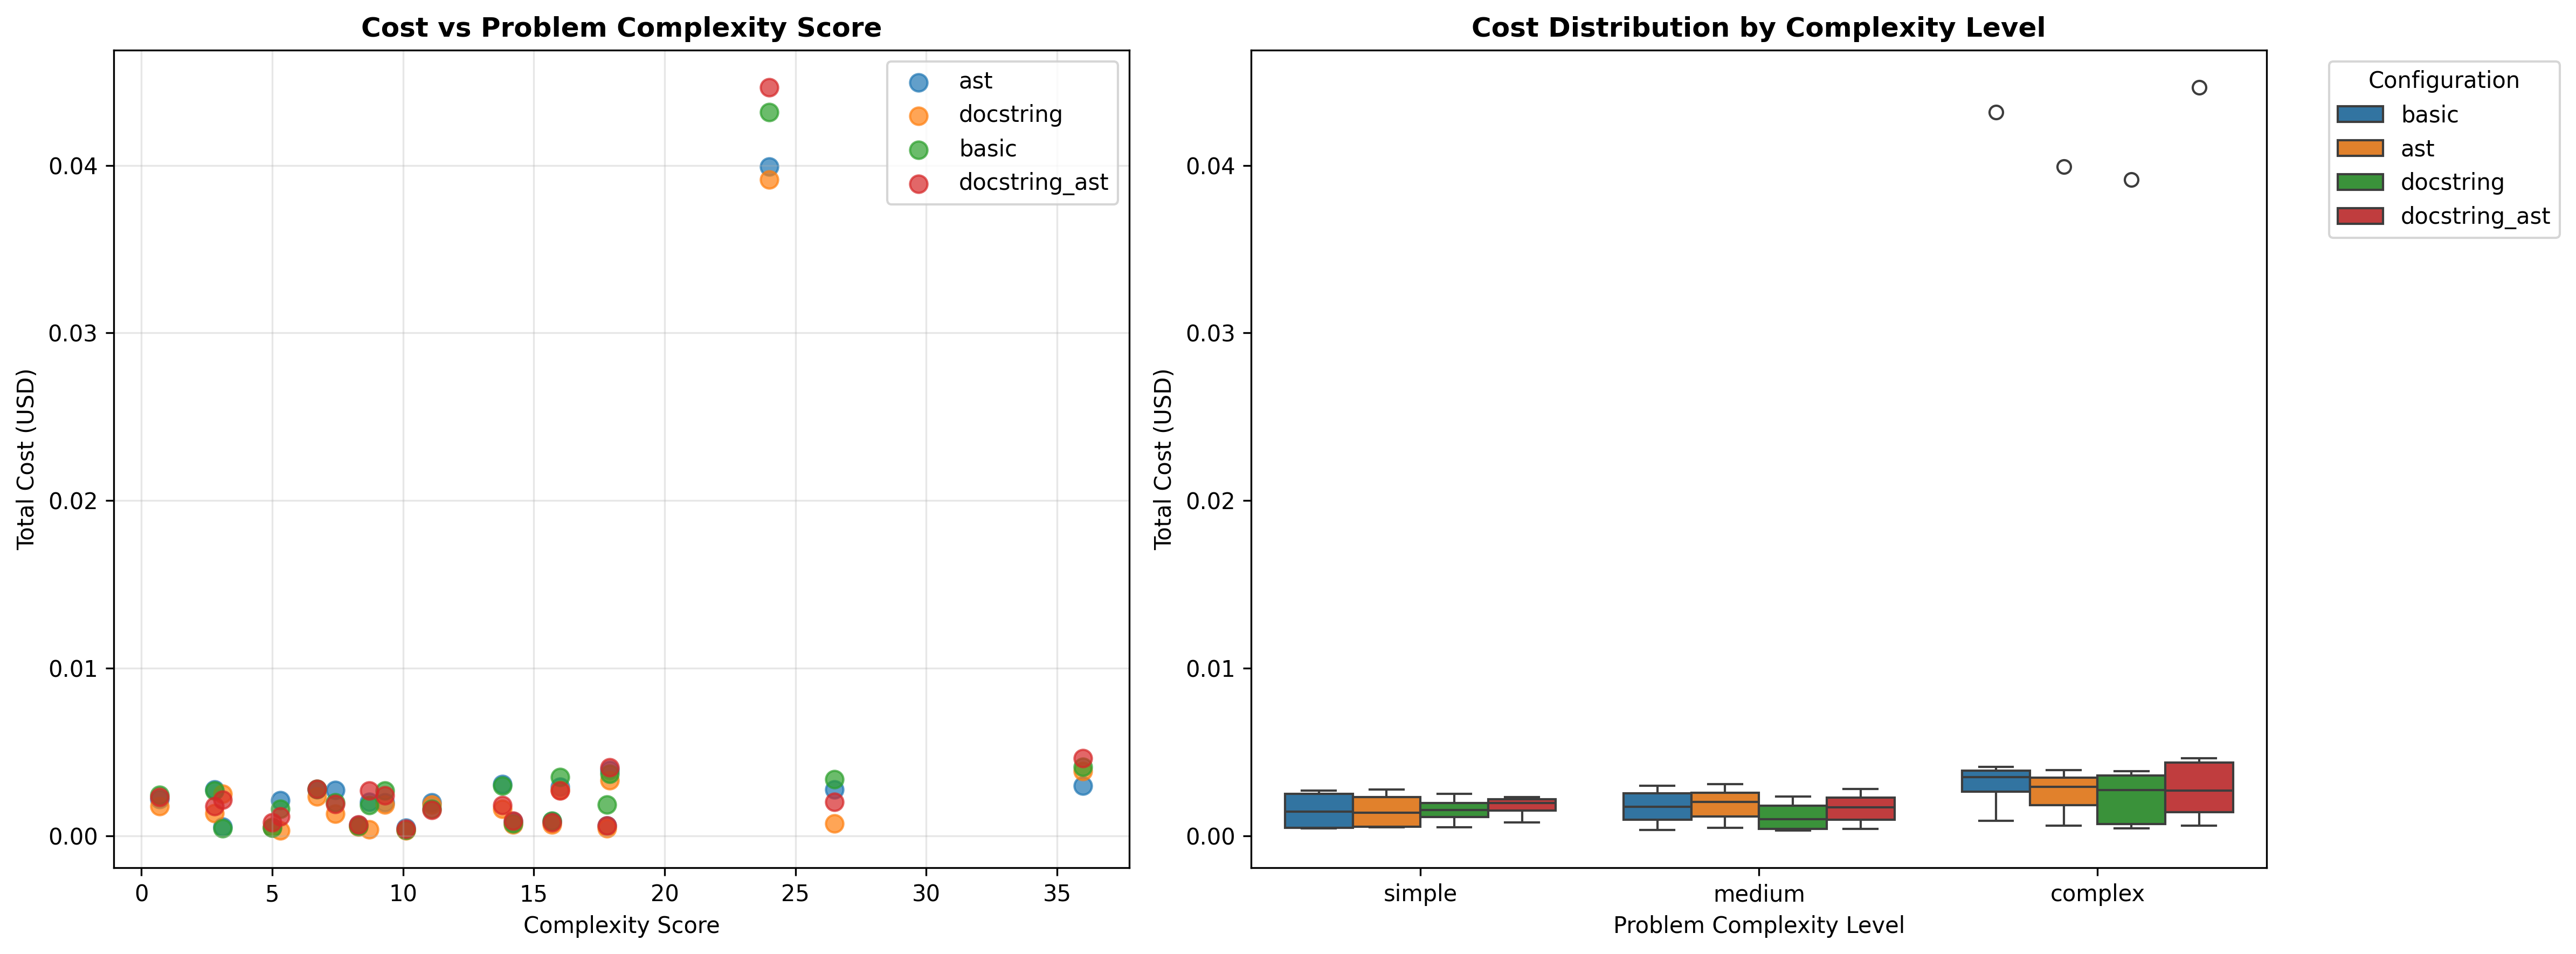 Cost vs Problem Complexity Score
ast
docstring
basic
docstring_ast
0.04
0.03
0.02
0.01
0.00
Total Cost (USD)
0 5 10 15 20 25 30 35
Complexity Score
Cost Distribution by Complexity Level
0.04
0.03
0.02
0.01
0.00
Total Cost (USD)
simple medium complex
Problem Complexity Level
Configuration
basic
ast
docstring
docstring_ast